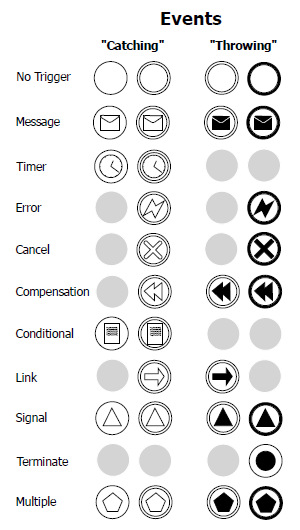 Events
"Catching" "Throwing"
No Trigger
Message
Timer
Error
Cancel
Compensation
Conditional
Link
Signal
Terminate
Multiple